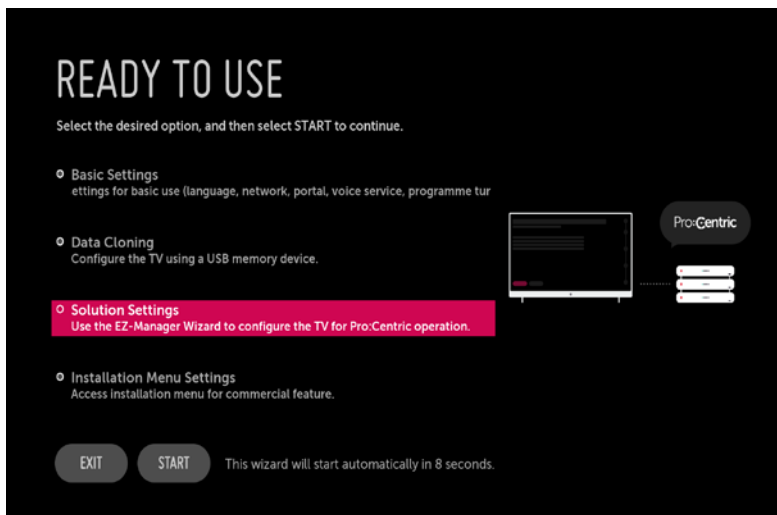 READY TO USE
Select the desired option, and then select START to continue.
Basic Settings
ettings for basic use (language, network, portal, voice service, programme tur
Data Cloning
Configure the TV using a USB memory device.
Pro:Centric
Solution Settings
Use the EZ-Manager Wizard to configure the TV for Pro:Centric operation.
Installation Menu Settings
Access installation menu for commercial feature.
EXIT
START
This wizard will start automatically in 8 seconds.